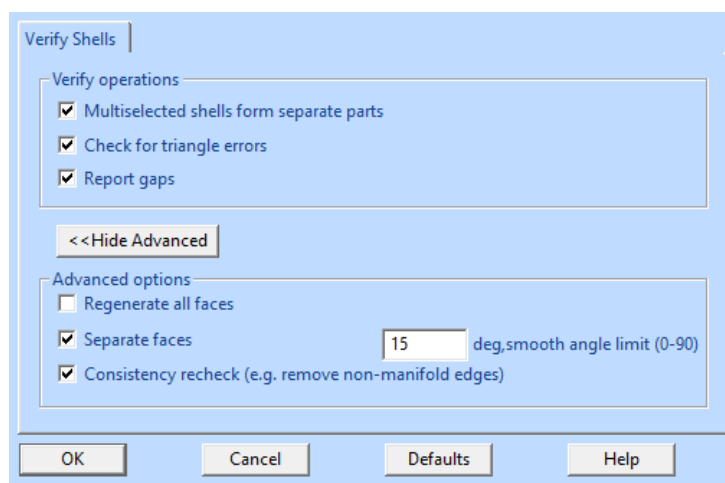 Verify Shells
Verify operations
Multiselected shells form separate parts
Check for triangle errors
Report gaps
<<Hide Advanced
Advanced options
Regenerate all faces
Separate faces 15 deg,smooth angle limit (0-90)
Consistency recheck (e.g. remove non-manifold edges)
OK Cancel Defaults Help